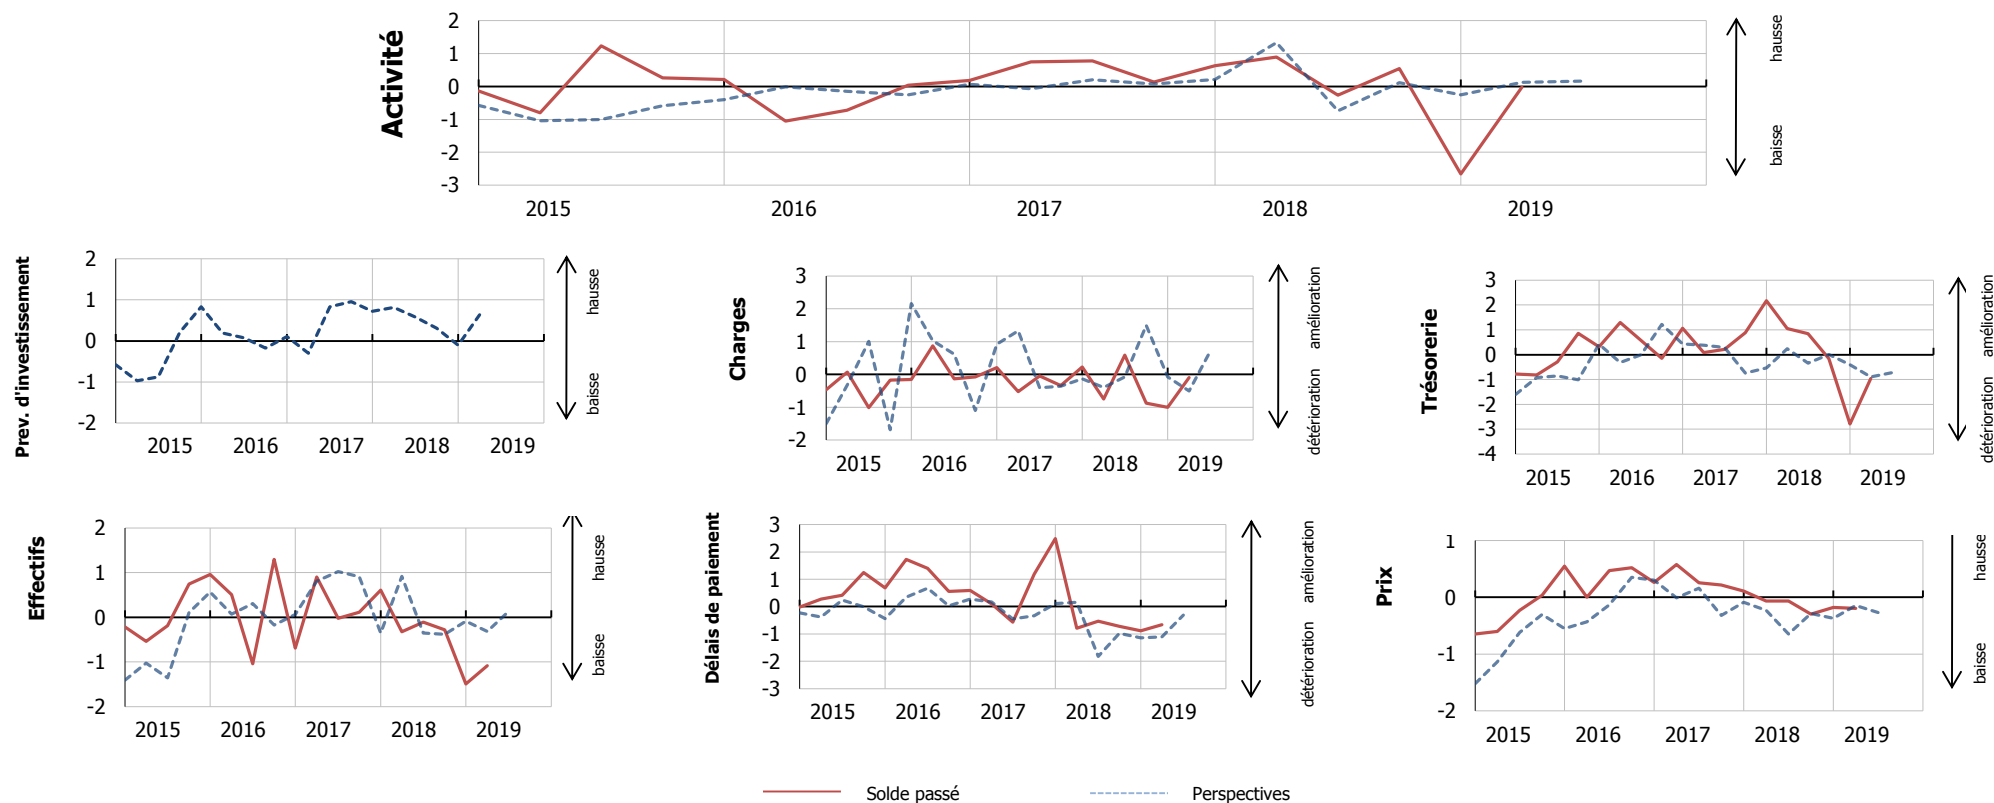 Activité
2
1
0
-1
-2
-3
2015 2016 2017 2018 2019
hausse
baisse
Prev. d'investissement
2
1
0
-1
-2
2015 2016 2017 2018 2019
hausse
baisse
Charges
3
2
1
0
-1
-2
2015 2016 2017 2018 2019
amélioration
détérioration
Trésorerie
3
2
1
0
-1
-2
-3
-4
2015 2016 2017 2018 2019
amélioration
détérioration
Effectifs
2
1
0
-1
-2
2015 2016 2017 2018 2019
hausse
baisse
Délais de paiement
3
2
1
0
-1
-2
-3
2015 2016 2017 2018 2019
amélioration
détérioration
Prix
1
0
-1
-2
2015 2016 2017 2018 2019
hausse
baisse
Solde passé Perspectives